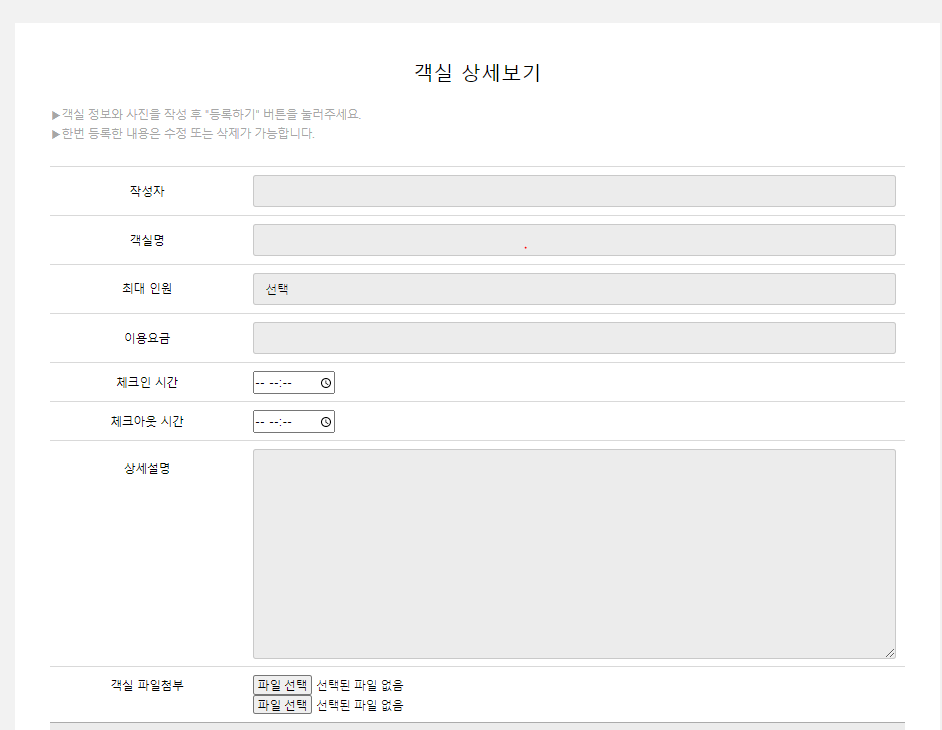 객실 상세보기
▶객실 정보와 사진을 작성 후 "등록하기" 버튼을 눌러주세요.
▶한번 등록한 내용은 수정 또는 삭제가 가능합니다.
작성자
객실명
최대 인원 선택
이용요금
체크인 시간 -- --:--
체크아웃 시간 -- --:--
상세설명
객실 파일첨부 파일 선택 선택된 파일 없음
파일 선택 선택된 파일 없음